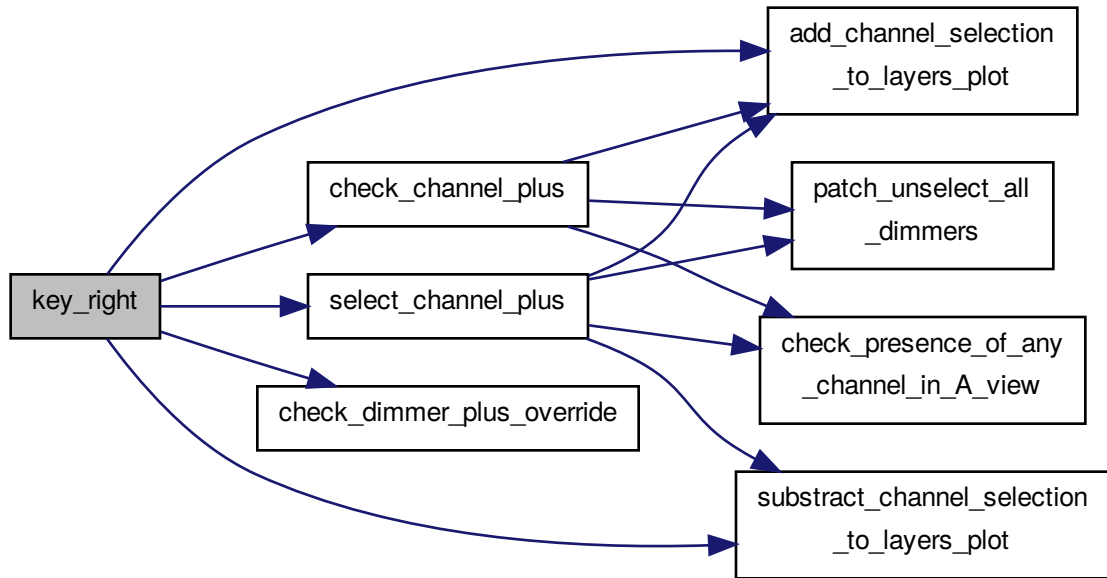 add_channel_selection
_to_layers_plot
check_channel_plus
patch_unselect_all
_dimmers
key_right
select_channel_plus
check_presence_of_any
_channel_in_A_view
check_dimmer_plus_override
substract_channel_selection
_to_layers_plot